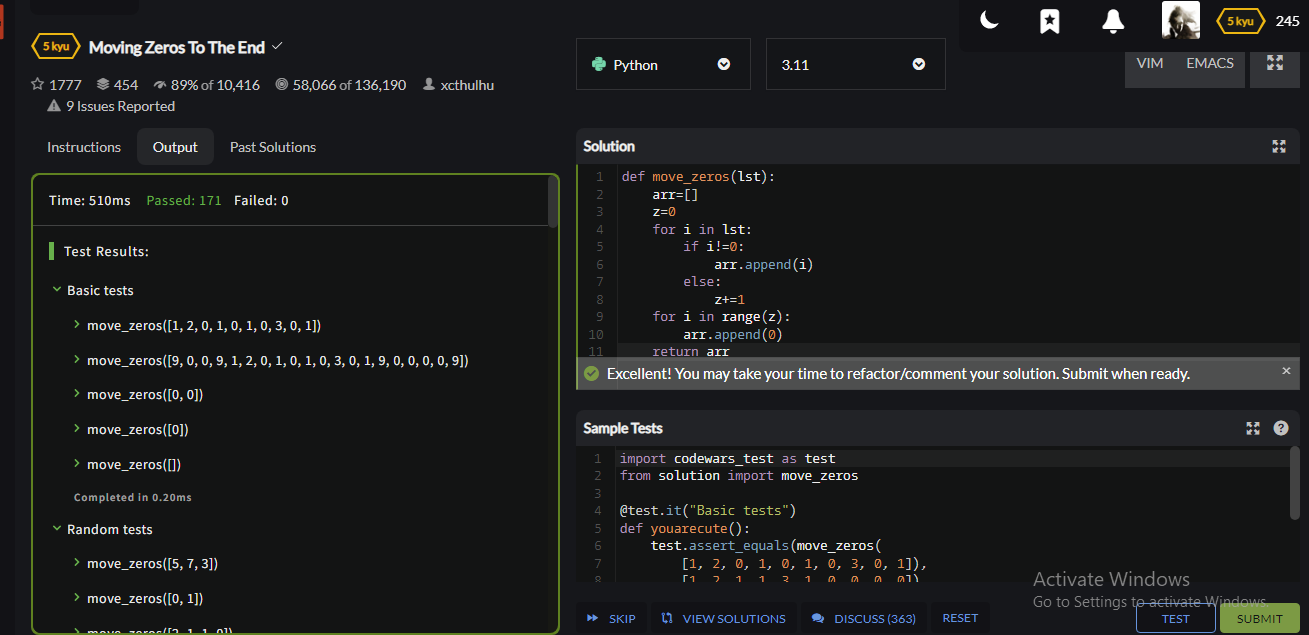 5 kyu Moving Zeros To The End
1777 454 89% of 10,416 58,066 of 136,190 xcthulhu
9 Issues Reported
Instructions Output Past Solutions
Time: 510ms Passed: 171 Failed: 0
Test Results:
Basic tests
move_zeros([1, 2, 0, 1, 0, 1, 0, 3, 0, 1])
move_zeros([9, 0, 0, 9, 1, 2, 0, 1, 0, 1, 0, 3, 0, 1, 9, 0, 0, 0, 0, 9])
move_zeros([0, 0])
move_zeros([0])
move_zeros([])
Completed in 0.20ms
Random tests
move_zeros([5, 7, 3])
move_zeros([0, 1])
move_zeros([2, 1, 1, 0])
5 kyu 245
Python 3.11 VIM EMACS
Solution
1 def move_zeros(lst):
2 arr=[]
3 z=0
4 for i in lst:
5 if i!=0:
6 arr.append(i)
7 else:
8 z+=1
9 for i in range(z):
10 arr.append(0)
11 return arr
Excellent! You may take your time to refactor/comment your solution. Submit when ready.
Sample Tests
1 import codewars_test as test
2 from solution import move_zeros
3
4 @test.it("Basic tests")
5 def youarecute():
6 test.assert_equals(move_zeros(
7 [1, 2, 0, 1, 0, 1, 0, 3, 0, 1]),
8 [1, 2, 1, 1, 3, 1, 0, 0, 0, 0])
Activate Windows
Go to Settings to activate Windows.
SKIP VIEW SOLUTIONS DISCUSS (363) RESET TEST SUBMIT